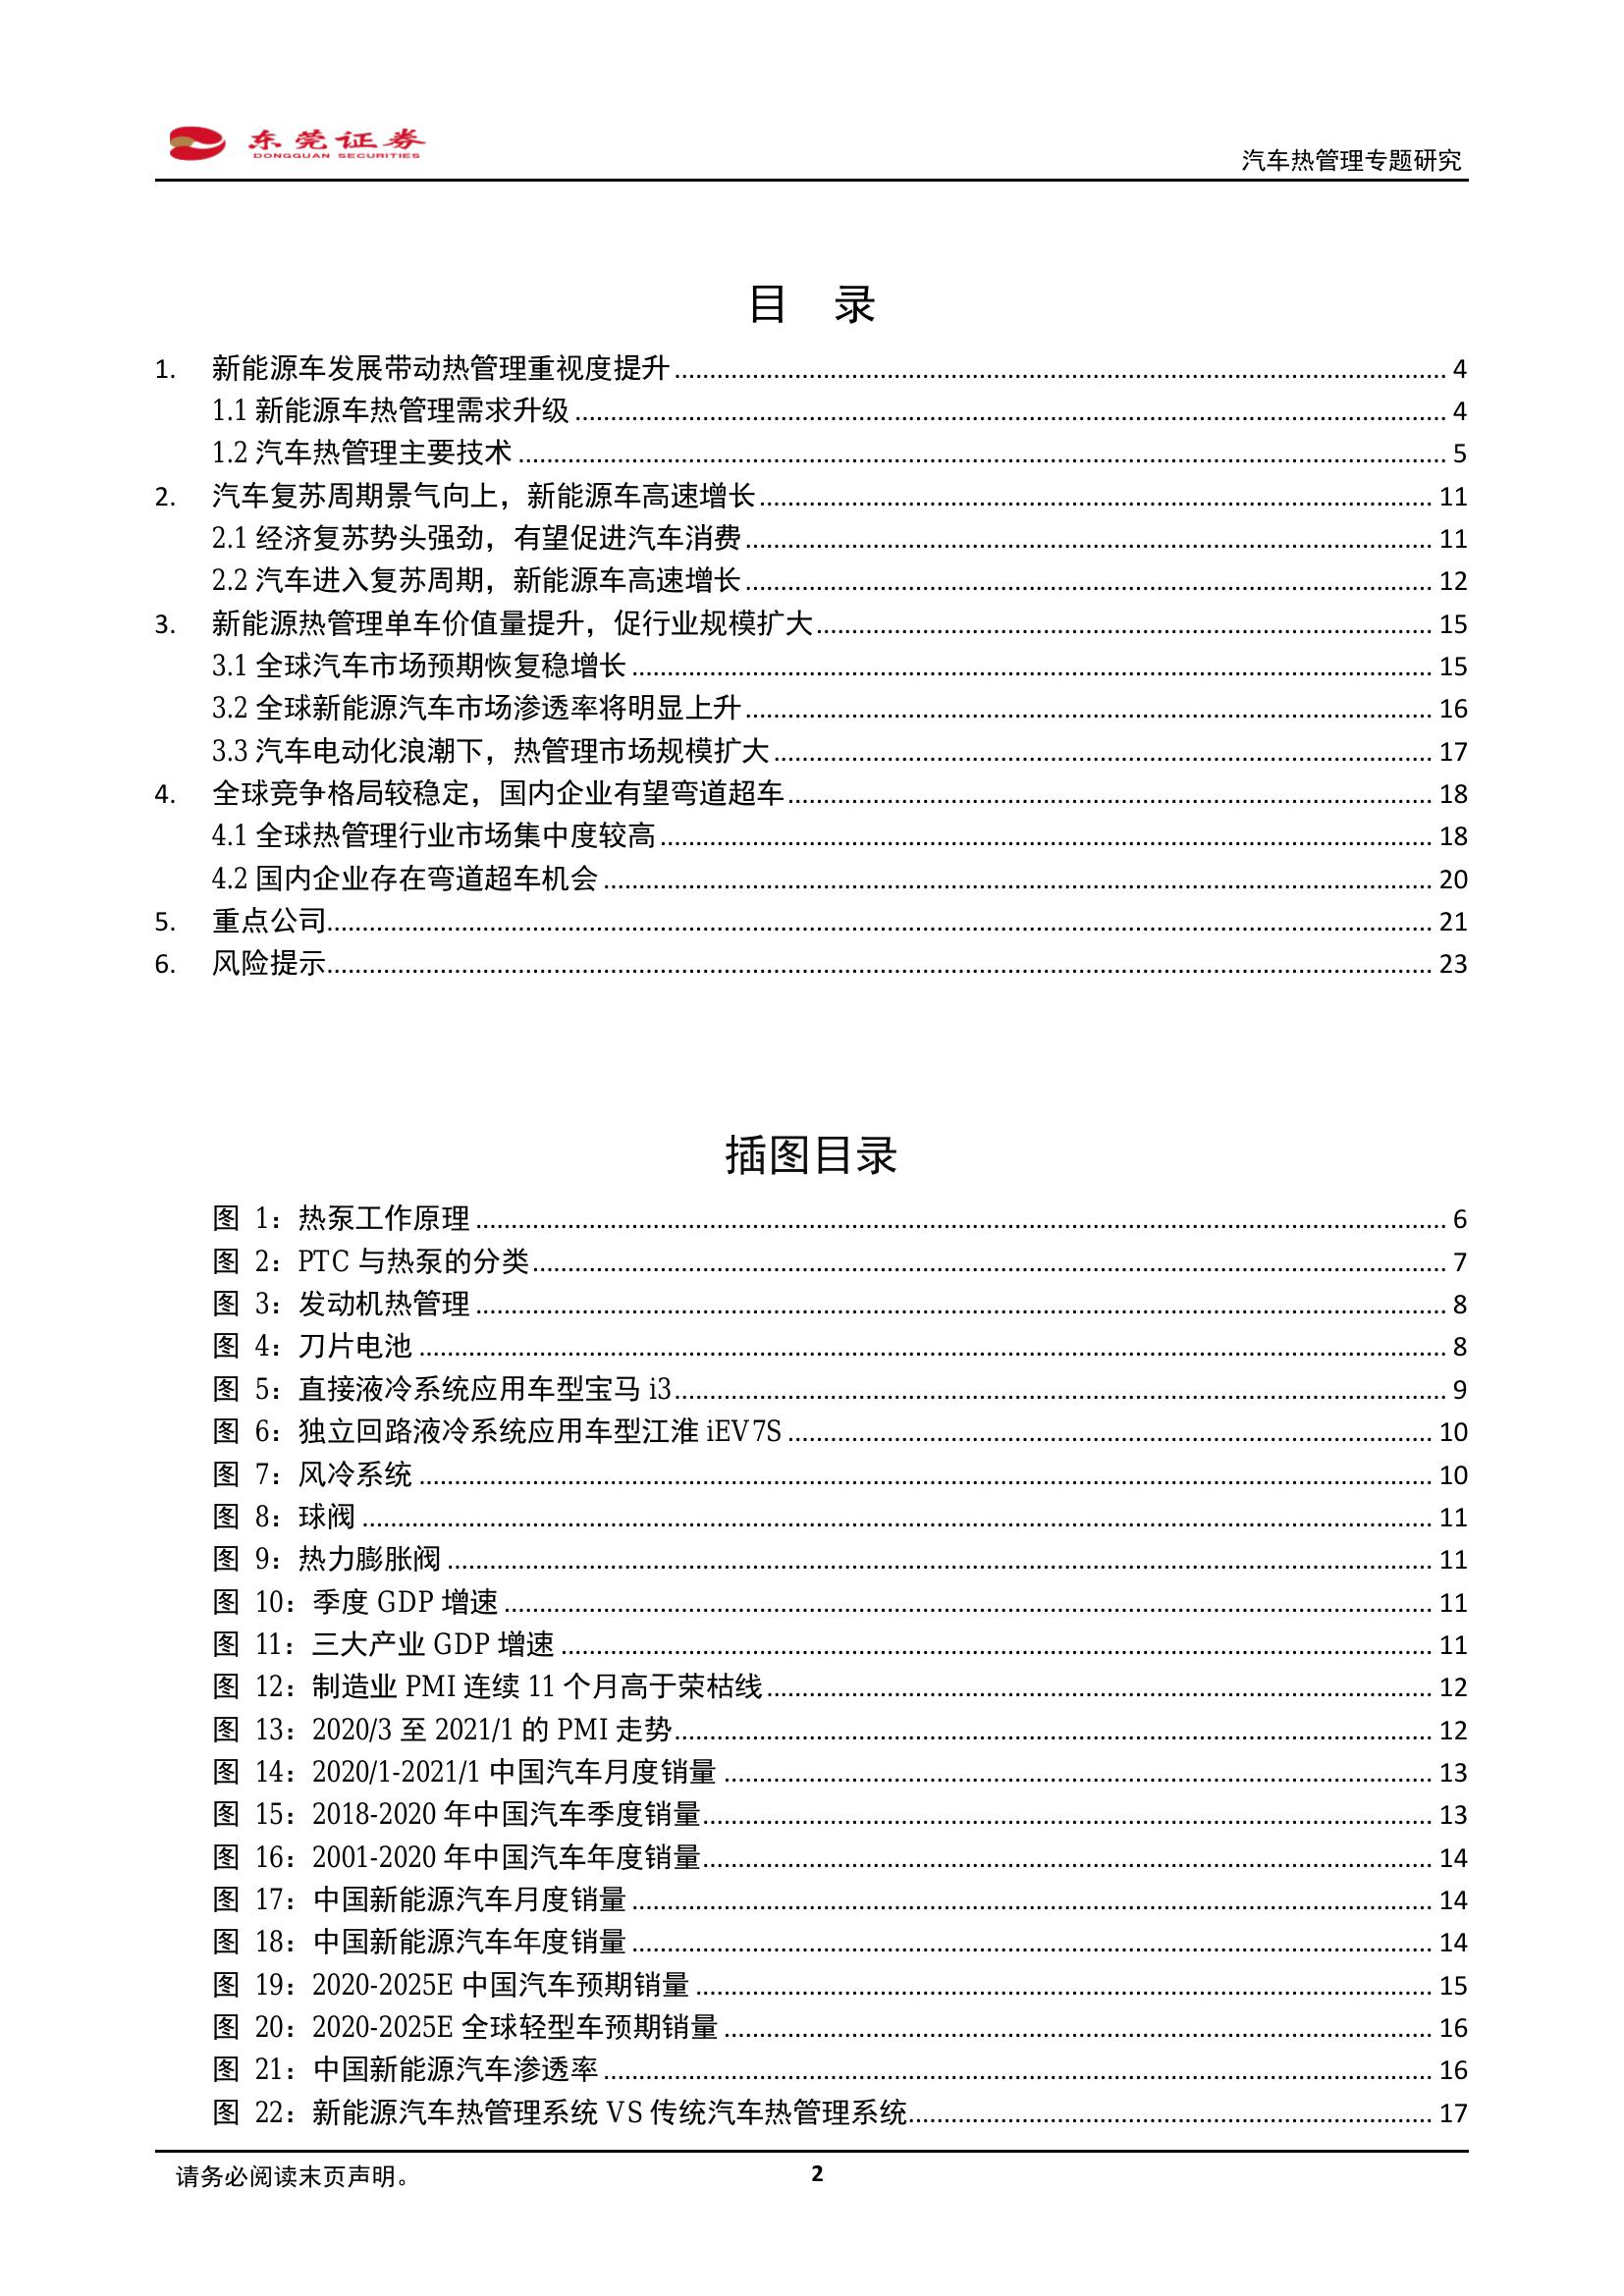 东莞证券
DONGGUAN SECURITIES
汽车热管理专题研究
目 录
1. 新能源车发展带动热管理重视度提升 4
1.1 新能源车热管理需求升级 4
1.2 汽车热管理主要技术 5
2. 汽车复苏周期景气向上，新能源车高速增长 11
2.1 经济复苏势头强劲，有望促进汽车消费 11
2.2 汽车进入复苏周期，新能源车高速增长 12
3. 新能源热管理单车价值量提升，促行业规模扩大 15
3.1 全球汽车市场预期恢复稳增长 15
3.2 全球新能源汽车市场渗透率将明显上升 16
3.3 汽车电动化浪潮下，热管理市场规模扩大 17
4. 全球竞争格局较稳定，国内企业有望弯道超车 18
4.1 全球热管理行业市场集中度较高 18
4.2 国内企业存在弯道超车机会 20
5. 重点公司 21
6. 风险提示 23
插图目录
图 1：热泵工作原理 6
图 2：PTC 与热泵的分类 7
图 3：发动机热管理 8
图 4：刀片电池 8
图 5：直接液冷系统应用车型宝马 i3 9
图 6：独立回路液冷系统应用车型江淮 iEV7S 10
图 7：风冷系统 10
图 8：球阀 11
图 9：热力膨胀阀 11
图 10：季度 GDP 增速 11
图 11：三大产业 GDP 增速 11
图 12：制造业 PMI 连续 11 个月高于荣枯线 12
图 13：2020/3 至 2021/1 的 PMI 走势 12
图 14：2020/1-2021/1 中国汽车月度销量 13
图 15：2018-2020 年中国汽车季度销量 13
图 16：2001-2020 年中国汽车年度销量 14
图 17：中国新能源汽车月度销量 14
图 18：中国新能源汽车年度销量 14
图 19：2020-2025E 中国汽车预期销量 15
图 20：2020-2025E 全球轻型车预期销量 16
图 21：中国新能源汽车渗透率 16
图 22：新能源汽车热管理系统 VS 传统汽车热管理系统 17
请务必阅读末页声明。
2